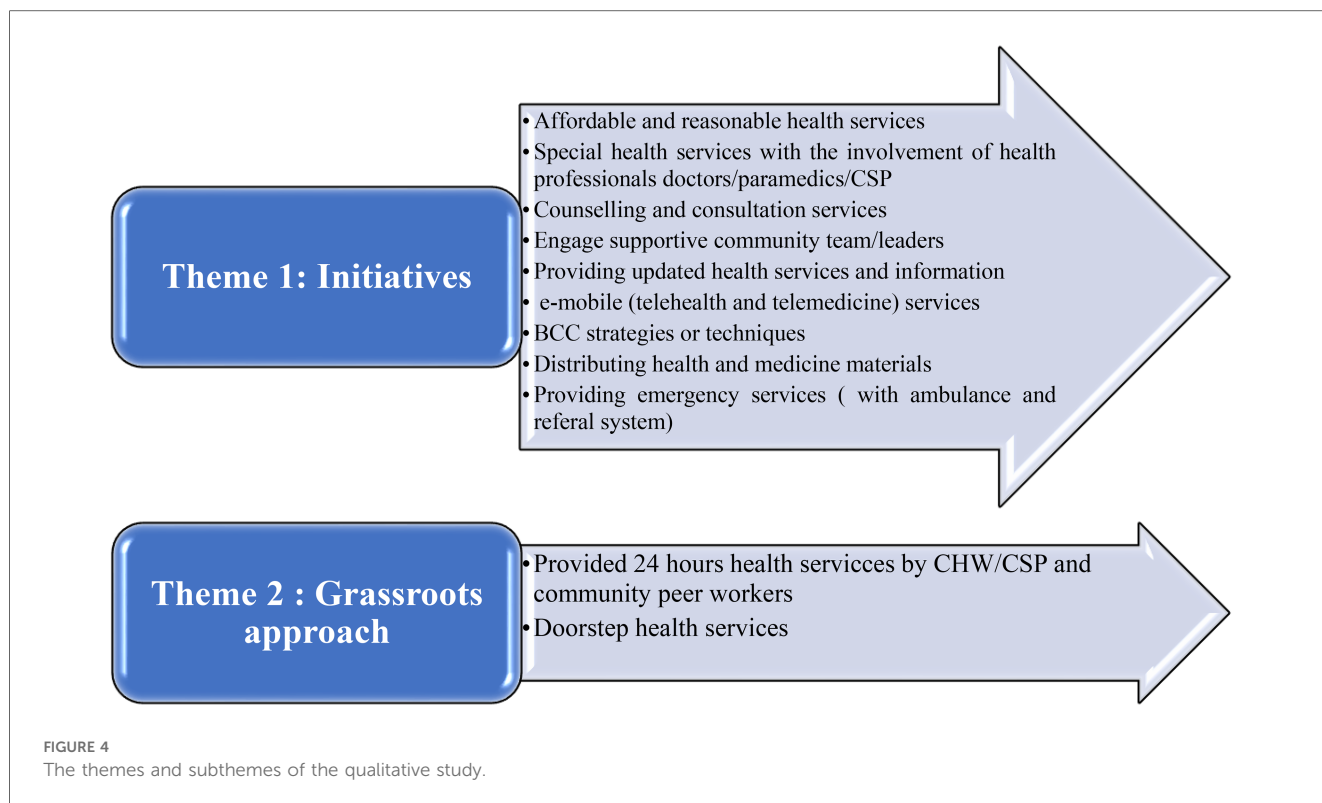 Theme 1: Initiatives
•Affordable and reasonable health services
•Special health services with the involvement of health
professionals doctors/paramedics/CSP
•Counselling and consultation services
•Engage supportive community team/leaders
•Providing updated health services and information
• e-mobile (telehealth and telemedicine) services
•BCC strategies or techniques
•Distributing health and medicine materials
•Providing emergency services ( with ambulance and
referal system)
Theme 2 : Grassroots
approach
•Provided 24 hours health servicces by CHW/CSP and
community peer workers
•Doorstep health services
FIGURE 4
The themes and subthemes of the qualitative study.